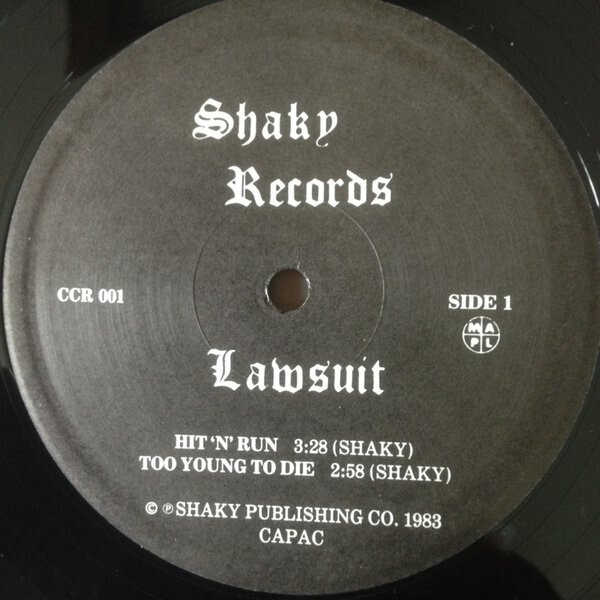 Shaky
Records
CCR 001
SIDE 1
M A
P L
Lawsuit
HIT 'N' RUN 3:28 (SHAKY)
TOO YOUNG TO DIE 2:58 (SHAKY)
© ℗ SHAKY PUBLISHING CO. 1983
CAPAC